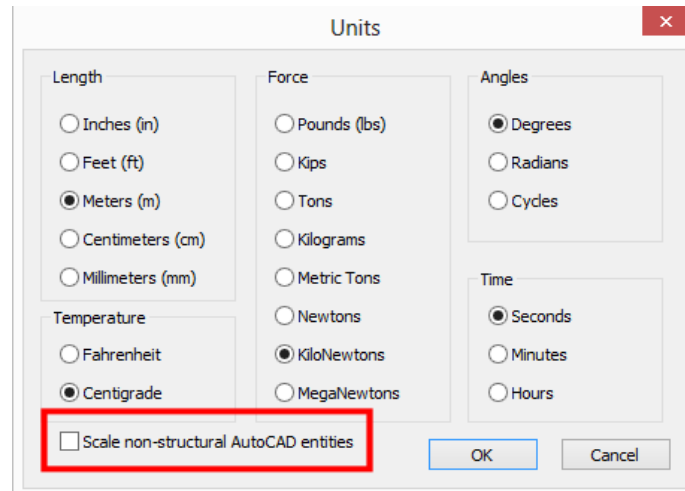 Units
Length
Inches (in)
Feet (ft)
Meters (m)
Centimeters (cm)
Millimeters (mm)
Temperature
Fahrenheit
Centigrade
Force
Pounds (lbs)
Kips
Tons
Kilograms
Metric Tons
Newtons
KiloNewtons
MegaNewtons
Angles
Degrees
Radians
Cycles
Time
Seconds
Minutes
Hours
Scale non-structural AutoCAD entities
OK
Cancel